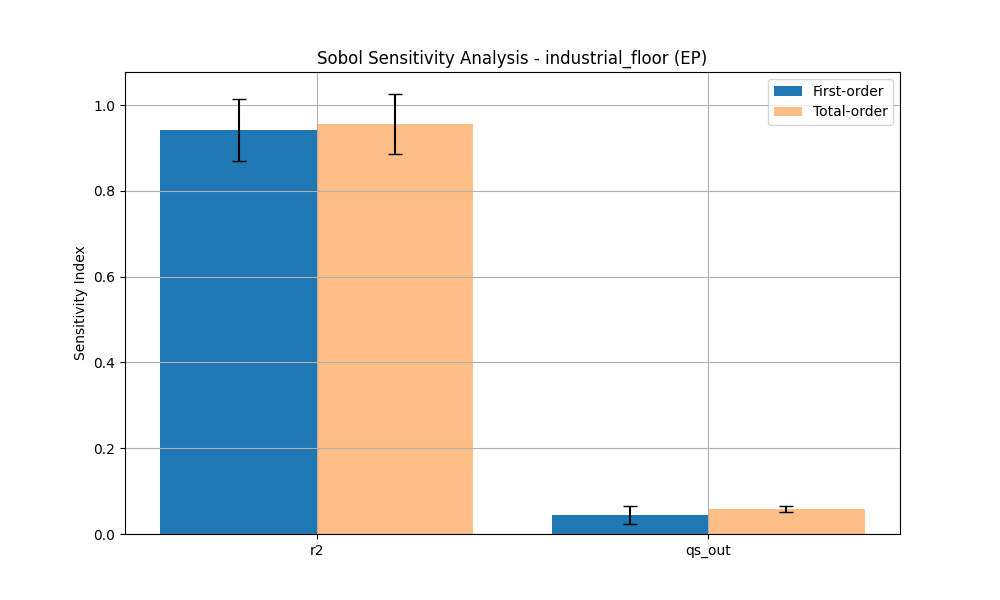 Sobol Sensitivity Analysis - industrial_floor (EP)
First-order
Total-order
Sensitivity Index
1.0
0.8
0.6
0.4
0.2
0.0
r2
qs_out